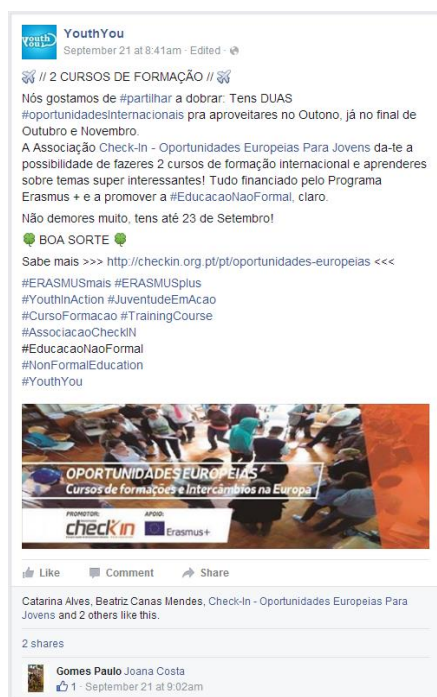 YouthYou
September 21 at 8:41am · Edited ·
// 2 CURSOS DE FORMAÇÃO //
Nós gostamos de #partilhar a dobrar: Tens DUAS
#oportunidadesInternacionais pra aproveitares no Outono, já no final de
Outubro e Novembro.
A Associação Check-In - Oportunidades Europeias Para Jovens da-te a
possibilidade de fazeres 2 cursos de formação internacional e aprenderes
sobre temas super interessantes! Tudo financiado pelo Programa
Erasmus + e a promover a #EducacaoNaoFormal, claro.
Não demores muito, tens até 23 de Setembro!
BOA SORTE
Sabe mais >>> http://checkin.org.pt/pt/oportunidades-europeias <<<
#ERASMUSmais #ERASMUSplus
#YouthInAction #JuventudeEmAcao
#CursoFormacao #TrainingCourse
#AssociacaoCheckIN
#EducacaoNaoFormal
#NonFormalEducation
#YouthYou
OPORTUNIDADES EUROPEIAS
Cursos de formações e Intercâmbios na Europa
PROMOTOR: APOIO:
checkin Erasmus+
Like Comment Share
Catarina Alves, Beatriz Canas Mendes, Check-In - Oportunidades Europeias Para
Jovens and 2 others like this.
2 shares
Gomes Paulo Joana Costa
1 · September 21 at 9:02am